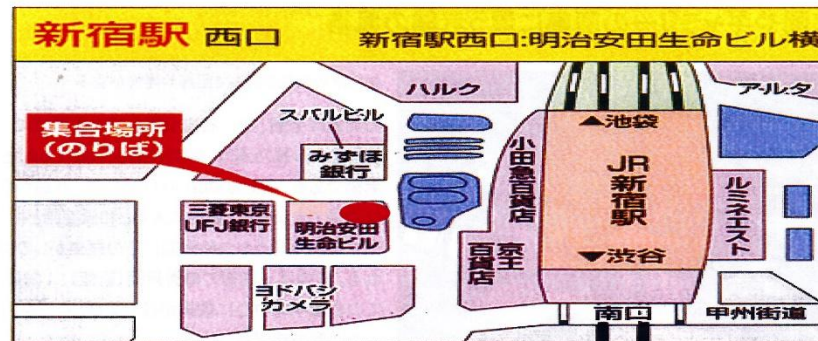 新宿駅 西口
新宿駅西口:明治安田生命ビル横
ハルク
アルタ
スバルビル
集合場所
(のりば)
みずほ
銀行
▲池袋
小田急百貨店
JR
新宿駅
ルミネエスト
三菱東京
UFJ銀行
明治安田
生命ビル
京王
百貨店
▼渋谷
ヨドバシ
カメラ
南口
甲州街道